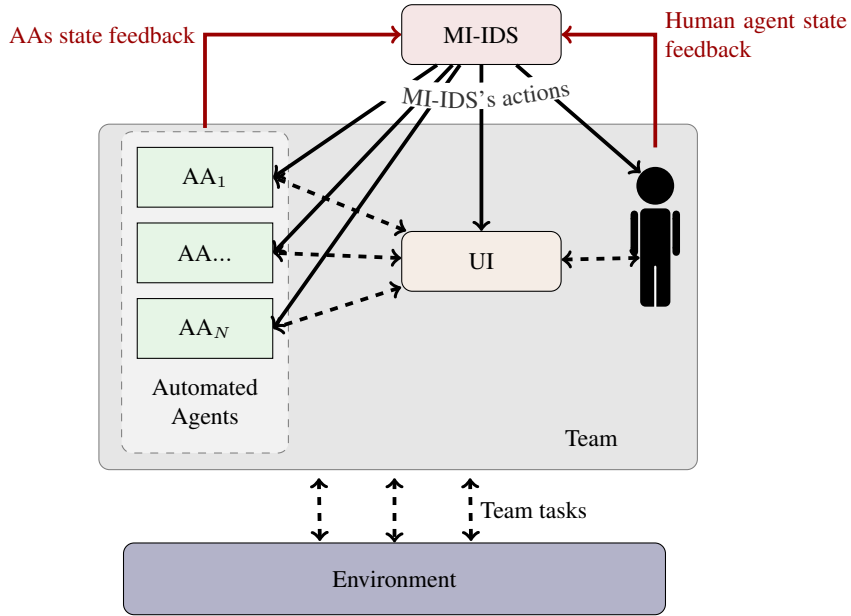 MI-IDS
AAs state feedback
Human agent state
feedback
MI-IDS's actions
AA₁
AA...
AA_N
UI
Automated
Agents
Team
Team tasks
Environment